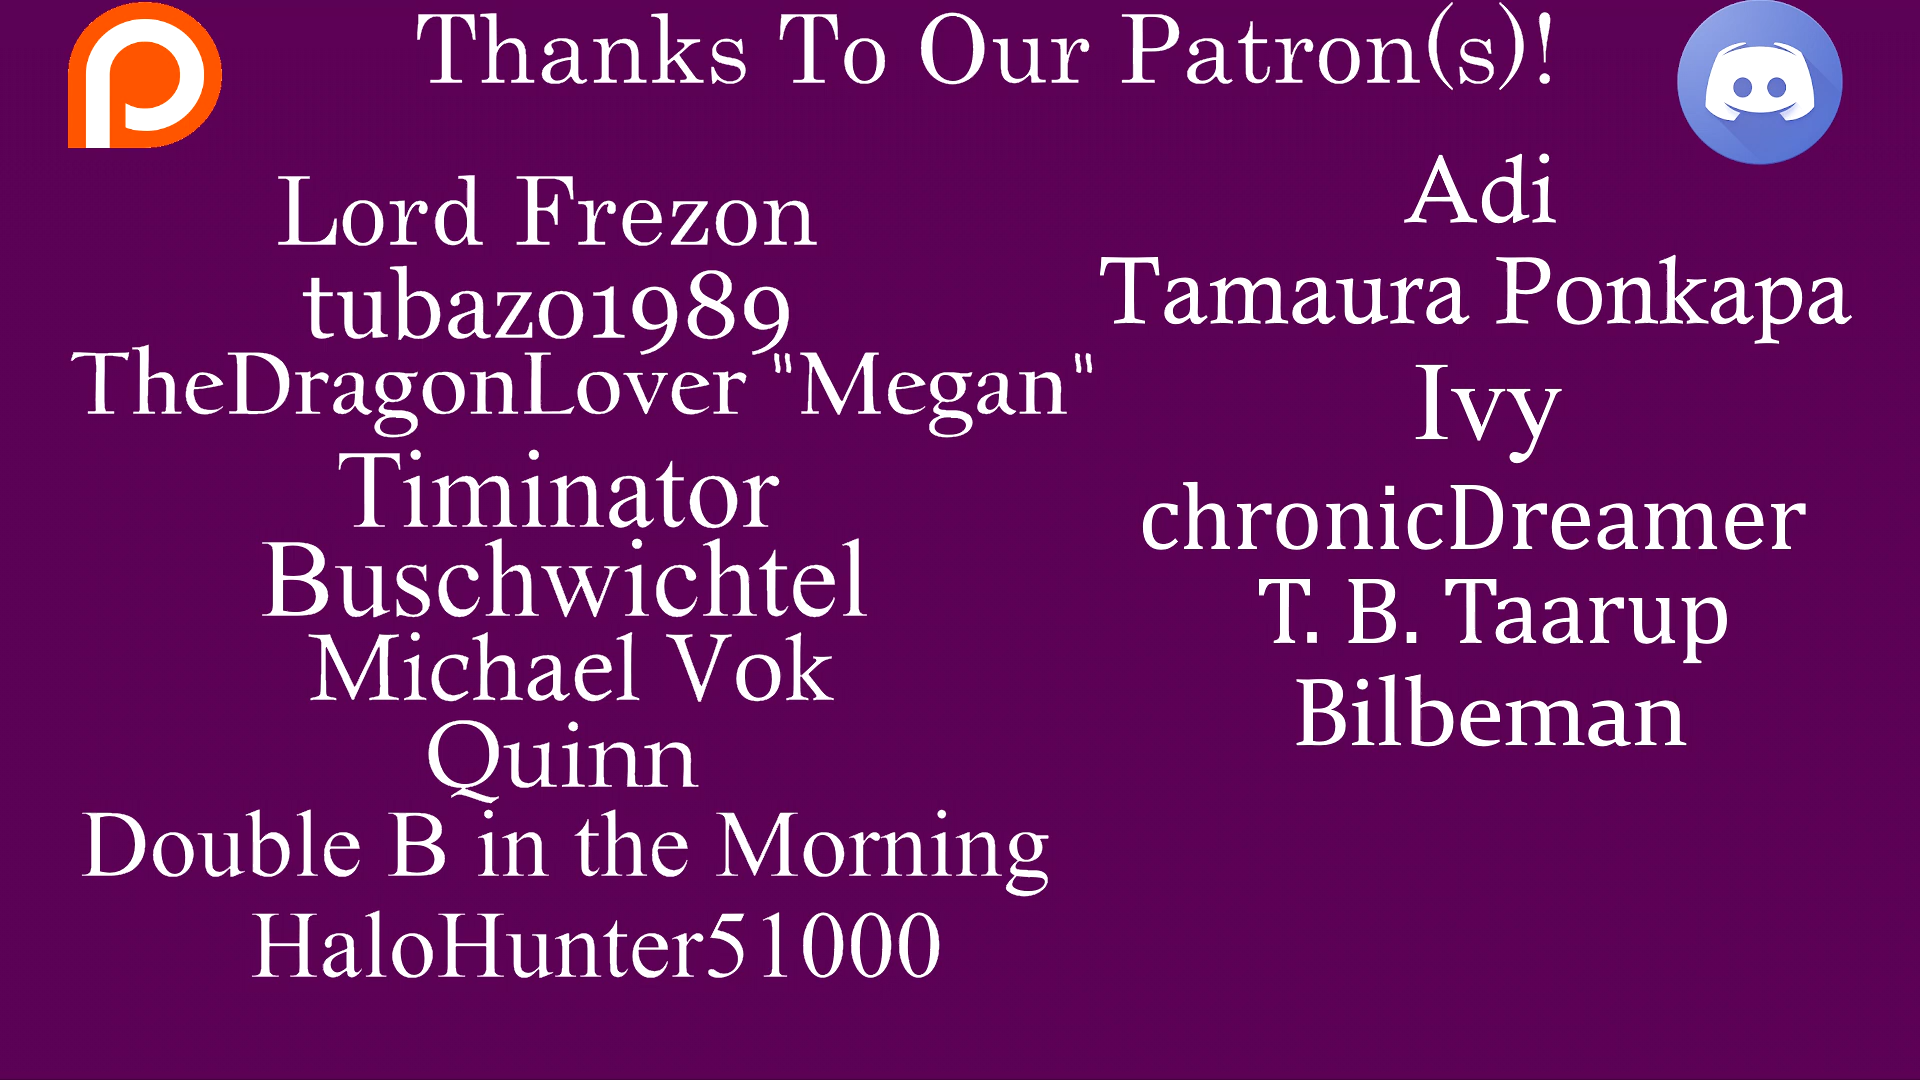 Thanks To Our Patron(s)!
Lord Frezon
tubazo1989
TheDragonLover "Megan"
Timinator
Buschwichtel
Michael Vok
Quinn
Double B in the Morning
HaloHunter51000
Adi
Tamaura Ponkapa
Ivy
chronicDreamer
T. B. Taarup
Bilbeman